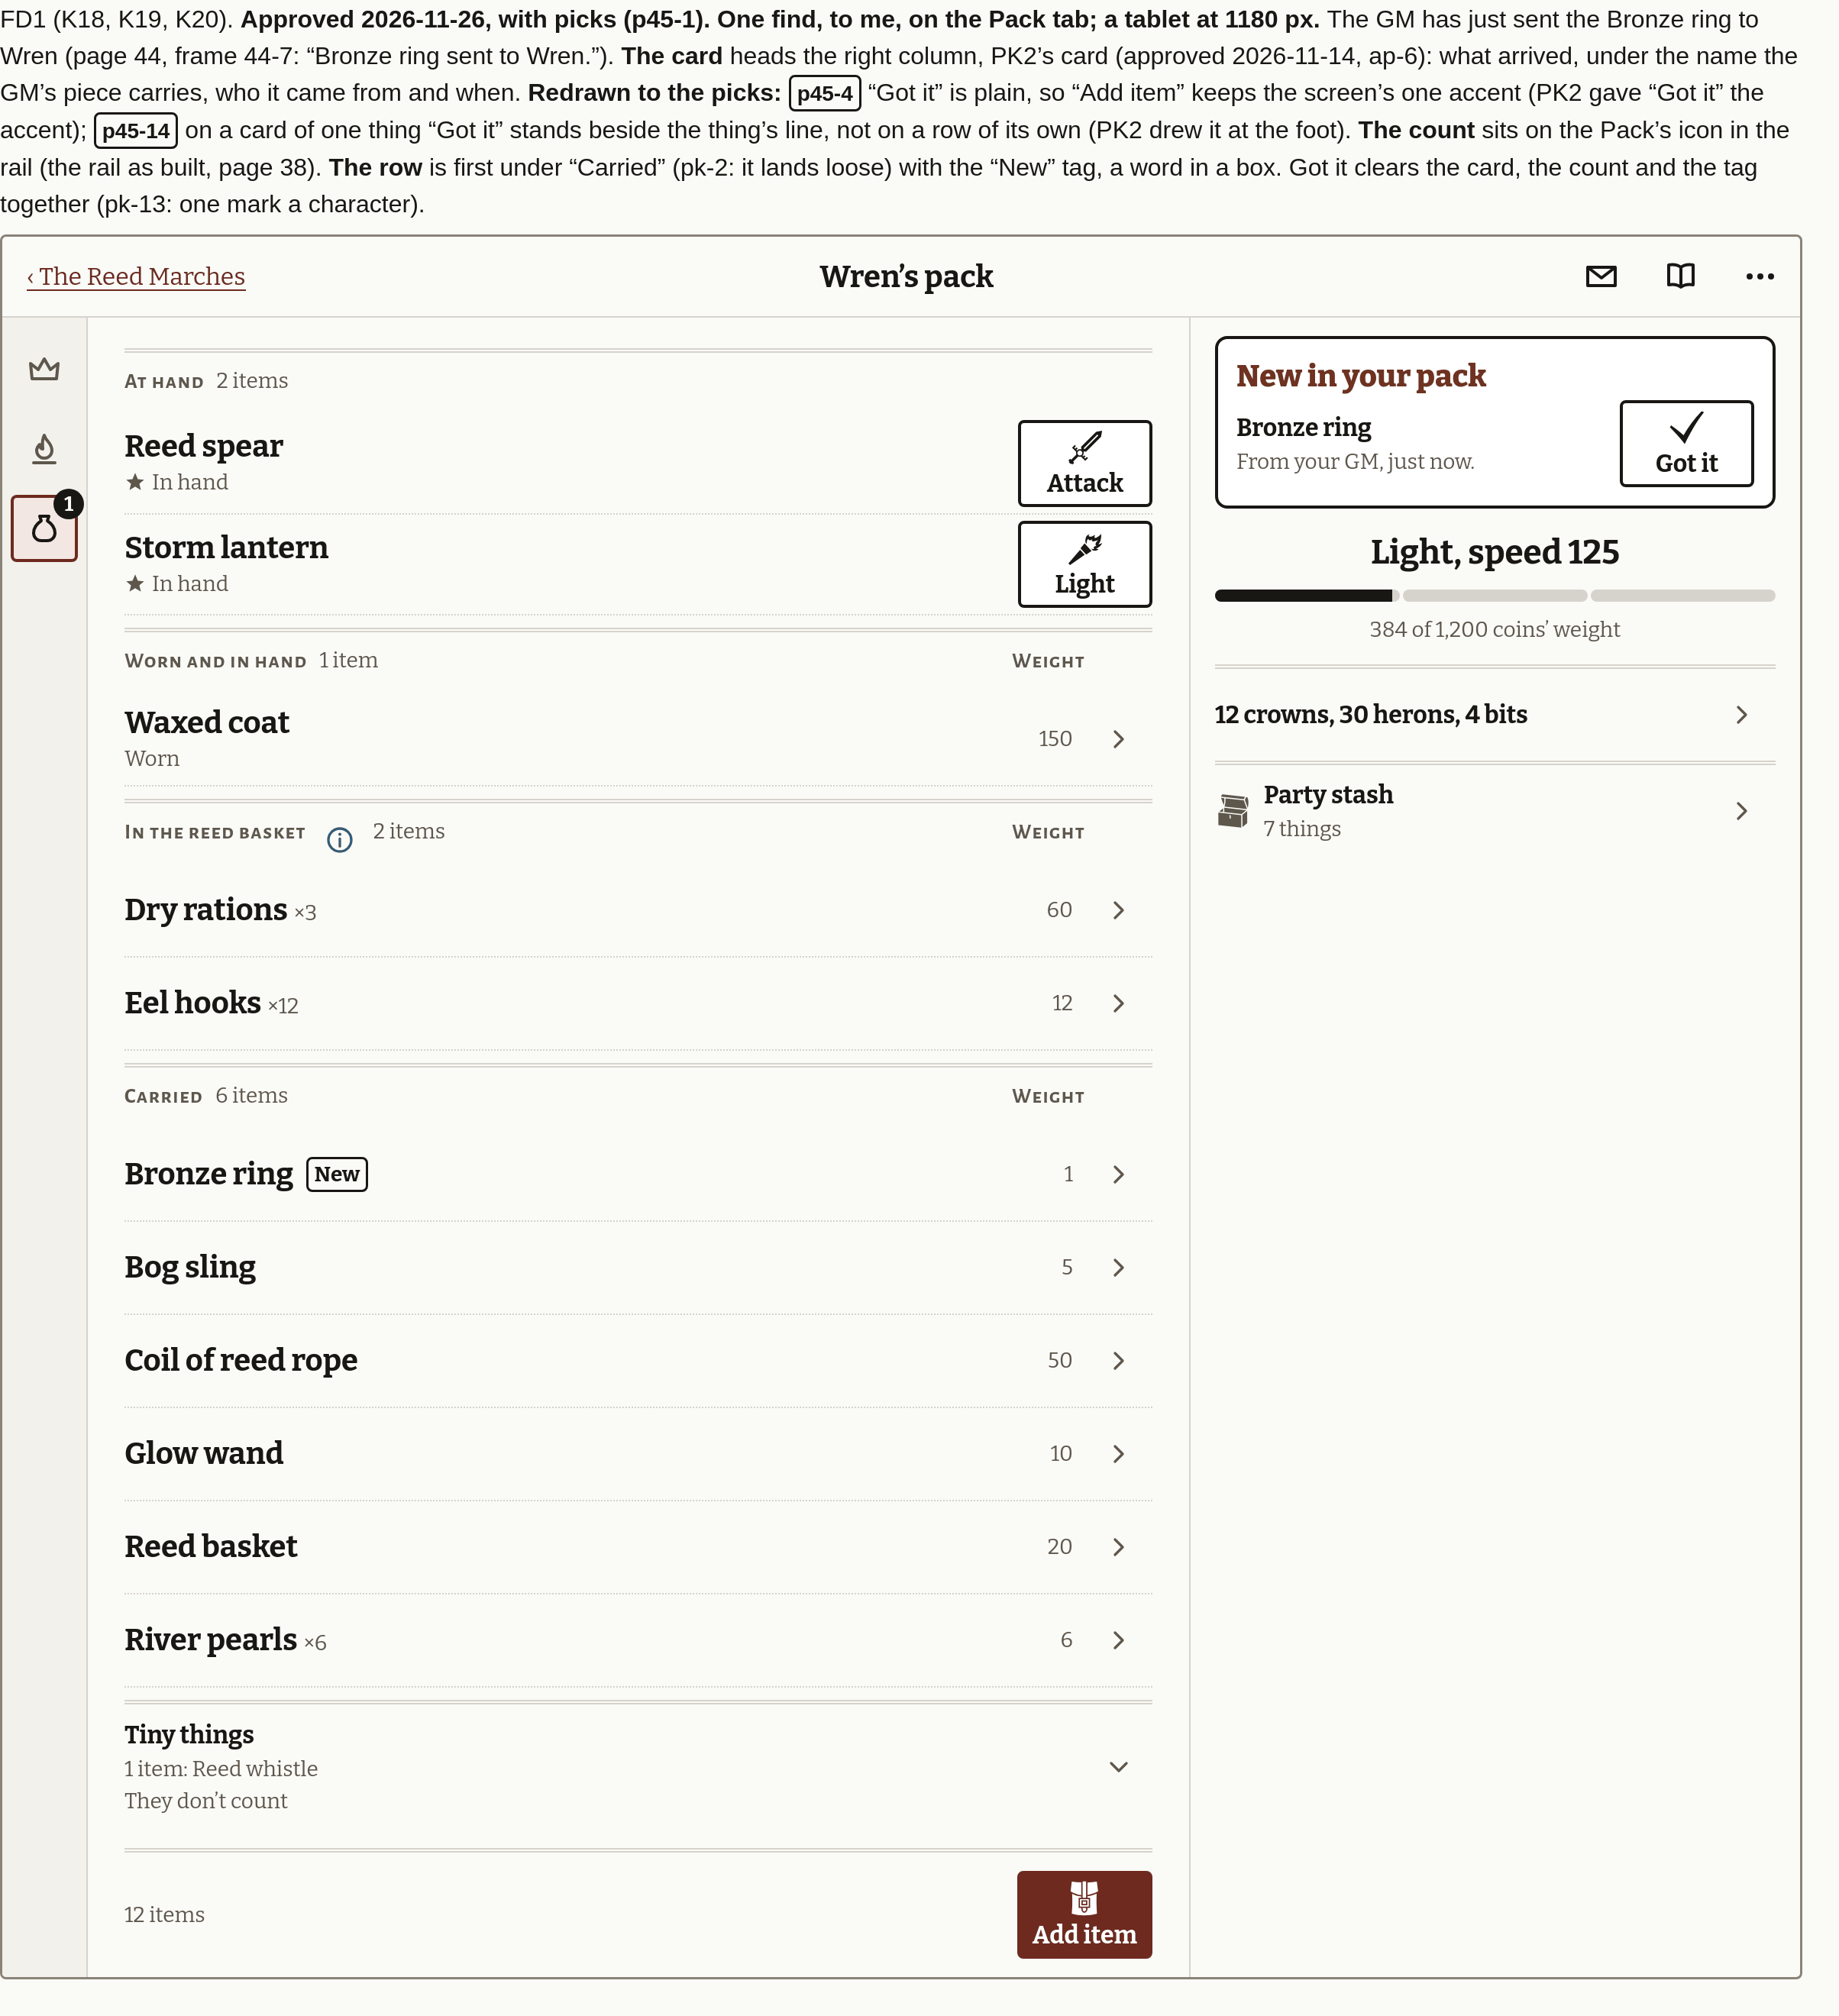 FD1 (K18, K19, K20). Approved 2026-11-26, with picks (p45-1). One find, to me, on the Pack tab; a tablet at 1180 px. The GM has just sent the Bronze ring to
Wren (page 44, frame 44-7: “Bronze ring sent to Wren.”). The card heads the right column, PK2’s card (approved 2026-11-14, ap-6): what arrived, under the name the
GM’s piece carries, who it came from and when. Redrawn to the picks: p45-4 “Got it” is plain, so “Add item” keeps the screen’s one accent (PK2 gave “Got it” the
accent); p45-14 on a card of one thing “Got it” stands beside the thing’s line, not on a row of its own (PK2 drew it at the foot). The count sits on the Pack’s icon in the
rail (the rail as built, page 38). The row is first under “Carried” (pk-2: it lands loose) with the “New” tag, a word in a box. Got it clears the card, the count and the tag
together (pk-13: one mark a character).
‹ The Reed Marches
Wren’s pack
1
At hand 2 items
Reed spear
In hand
Attack
Storm lantern
In hand
Light
Worn and in hand 1 item Weight
Waxed coat
Worn
150
In the reed basket 2 items Weight
Dry rations ×3 60
Eel hooks ×12 12
Carried 6 items Weight
Bronze ring New 1
Bog sling 5
Coil of reed rope 50
Glow wand 10
Reed basket 20
River pearls ×6 6
Tiny things
1 item: Reed whistle
They don’t count
12 items
Add item
New in your pack
Bronze ring
From your GM, just now.
Got it
Light, speed 125
384 of 1,200 coins’ weight
12 crowns, 30 herons, 4 bits
Party stash
7 things